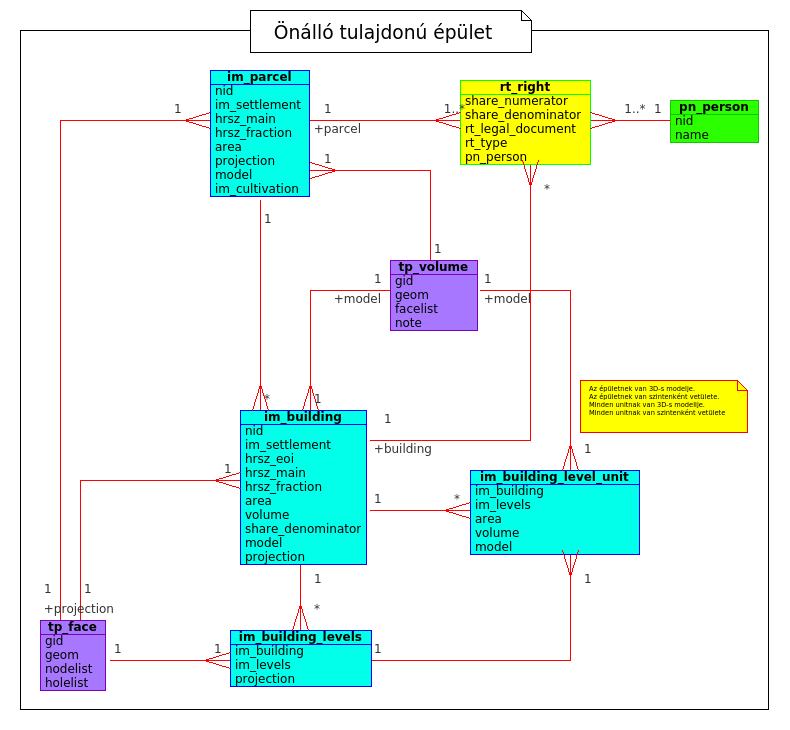 Önálló tulajdonú épület
im_parcel
nid
im_settlement
hrsz_main
hrsz_fraction
area
projection
model
im_cultivation
1
1
+parcel
1..*
rt_right
share_numerator
share_denominator
rt_legal_document
rt_type
pn_person
1..*
1
pn_person
nid
name
1
*
1
1
tp_volume
gid
geom
facelist
note
1
+model
1
+model
*
1
im_building
nid
im_settlement
hrsz_eoi
hrsz_main
hrsz_fraction
area
volume
share_denominator
model
projection
1
+building
Az épületnek van 3D-s modelje.
Az épületnek van szintenként vetülete.
Minden unitnak van 3D-s modellje.
Minden unitnak van szintenként vetülete
1
im_building_level_unit
im_building
im_levels
area
volume
model
1
1
*
1
1
*
1
1
+projection
tp_face
gid
geom
nodelist
holelist
1
1
im_building_levels
im_building
im_levels
projection
1